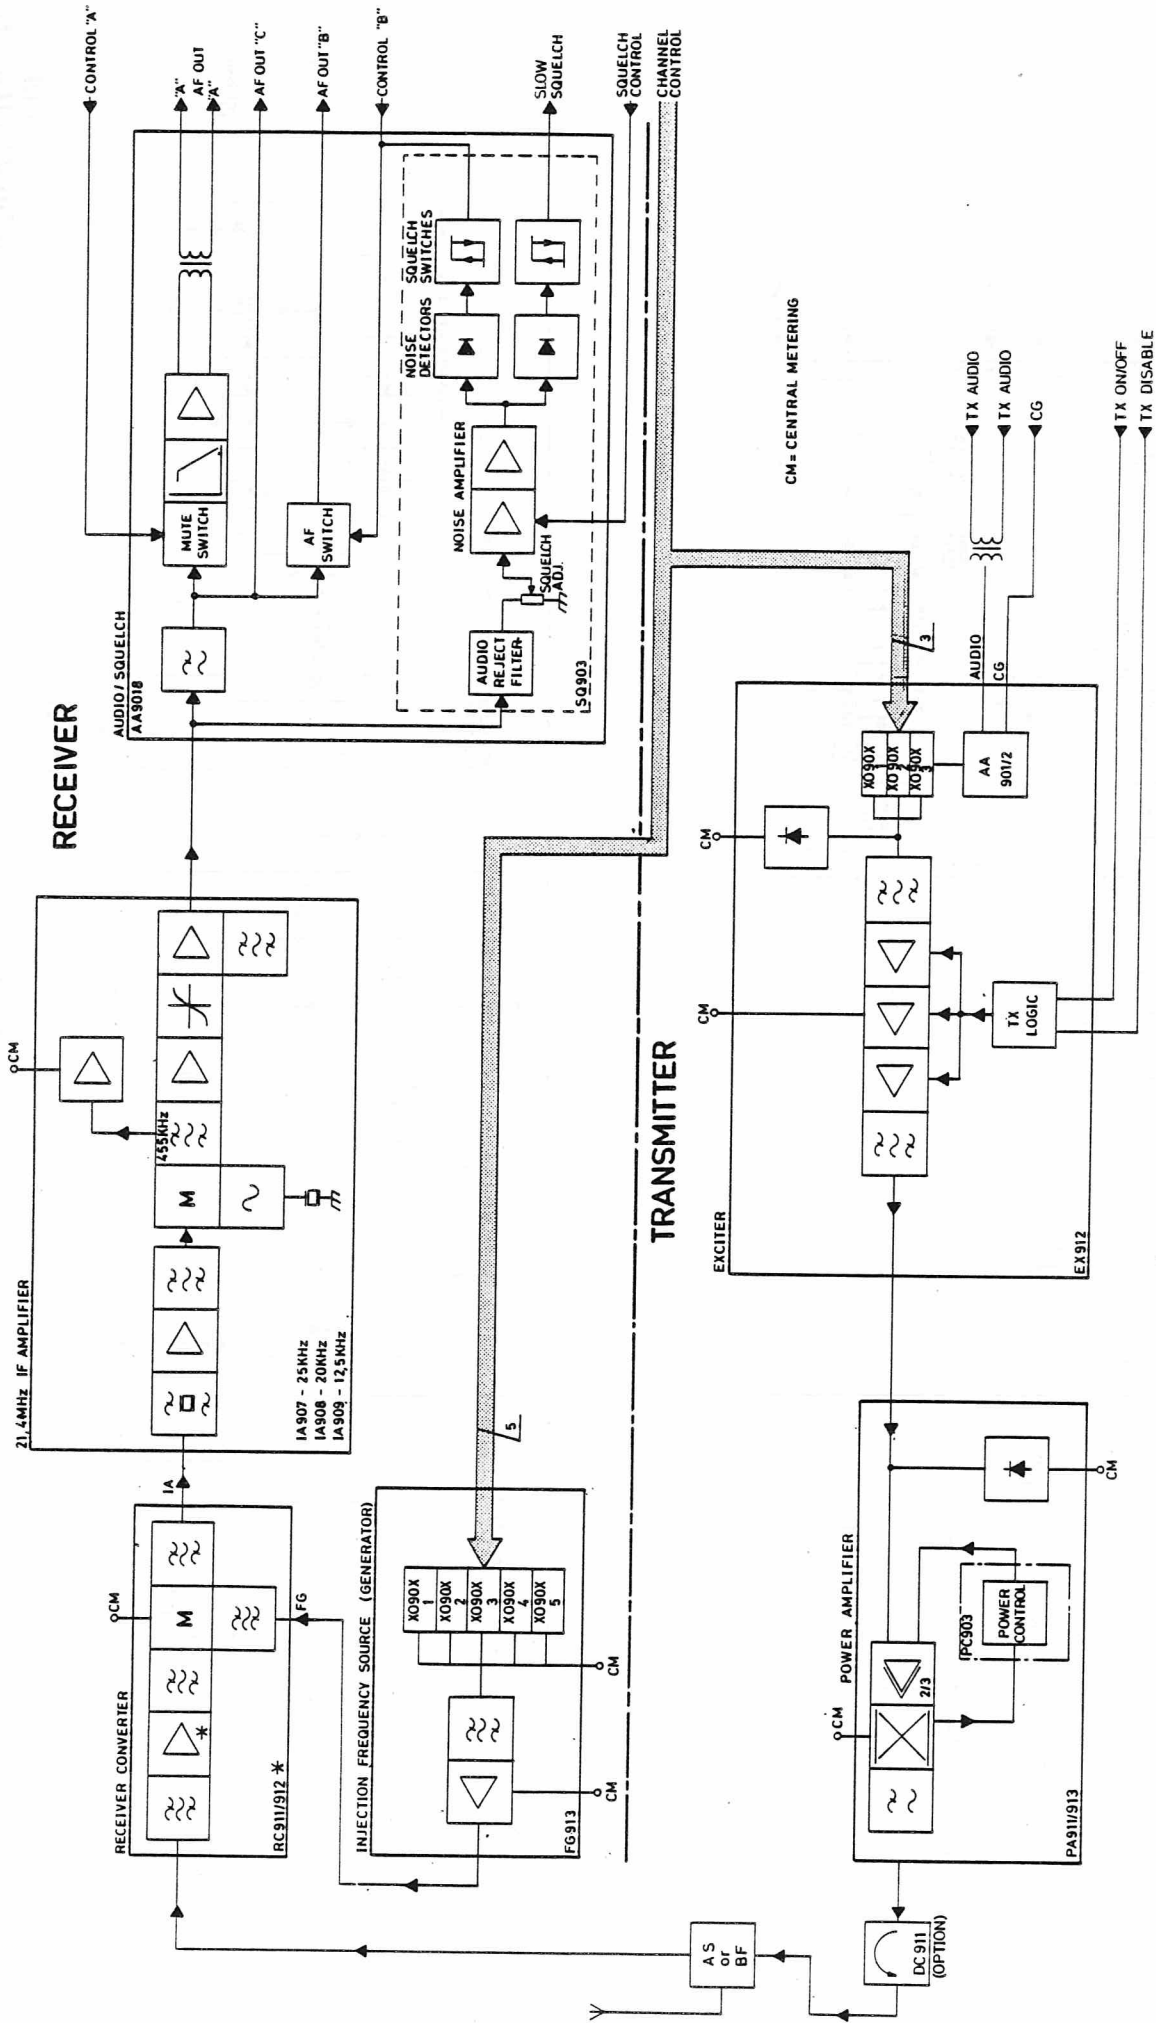 RECEIVER
RECEIVER CONVERTER
CM
M
*
RC911/912 *
IA
FG
21,4MHz IF AMPLIFIER
CM
455KHz
M
IA907 - 25KHz
IA908 - 20KHz
IA909 - 12,5KHz
AUDIO/SQUELCH
AA9018
MUTE
SWITCH
AF
SWITCH
CONTROL "A"
"A"
AF OUT
"A"
AF OUT "C"
AF OUT "B"
CONTROL "B"
SLOW
SQUELCH
SQUELCH
CONTROL
CHANNEL
CONTROL
AUDIO
REJECT
FILTER
SQUELCH
ADJ.
NOISE AMPLIFIER
NOISE
DETECTORS
SQUELCH
SWITCHES
SQ903
INJECTION FREQUENCY SOURCE (GENERATOR)
XO90X
1
XO90X
2
XO90X
3
XO90X
4
XO90X
5
CM
CM
FG913
5
TRANSMITTER
AS
or
BF
DC911
(OPTION)
POWER AMPLIFIER
CM
2/3
PC903
POWER
CONTROL
CM
PA911/913
EXCITER
CM
CM
XO90X
1
XO90X
2
XO90X
3
3
AA
901/2
TX
LOGIC
EX912
AUDIO
CG
CM = CENTRAL METERING
TX AUDIO
TX AUDIO
CG
TX ON/OFF
TX DISABLE